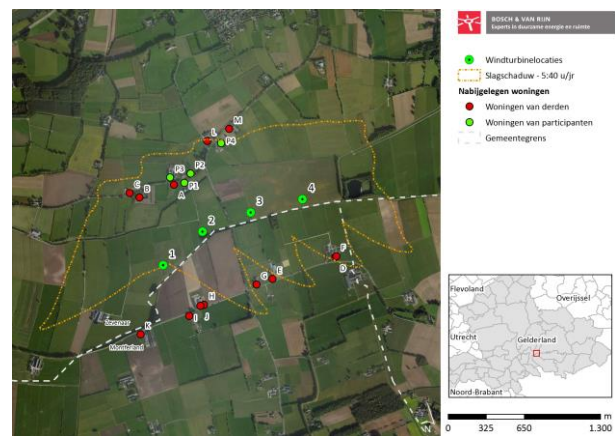 BOSCH & VAN RIJN
Experts in duurzame energie en ruimte
Windturbinelocaties
Slagschaduw - 5:40 u/jr
Nabijgelegen woningen
Woningen van derden
Woningen van participanten
Gemeentegrens
M
L
P4
P2
P3
P1
C
B
A
4
3
2
1
F
E
D
G
H
J
I
K
Zevenaar
Montferland
N
Flevoland
Overijssel
Utrecht
Gelderland
Noord-Brabant
0 325 650 1.300
m